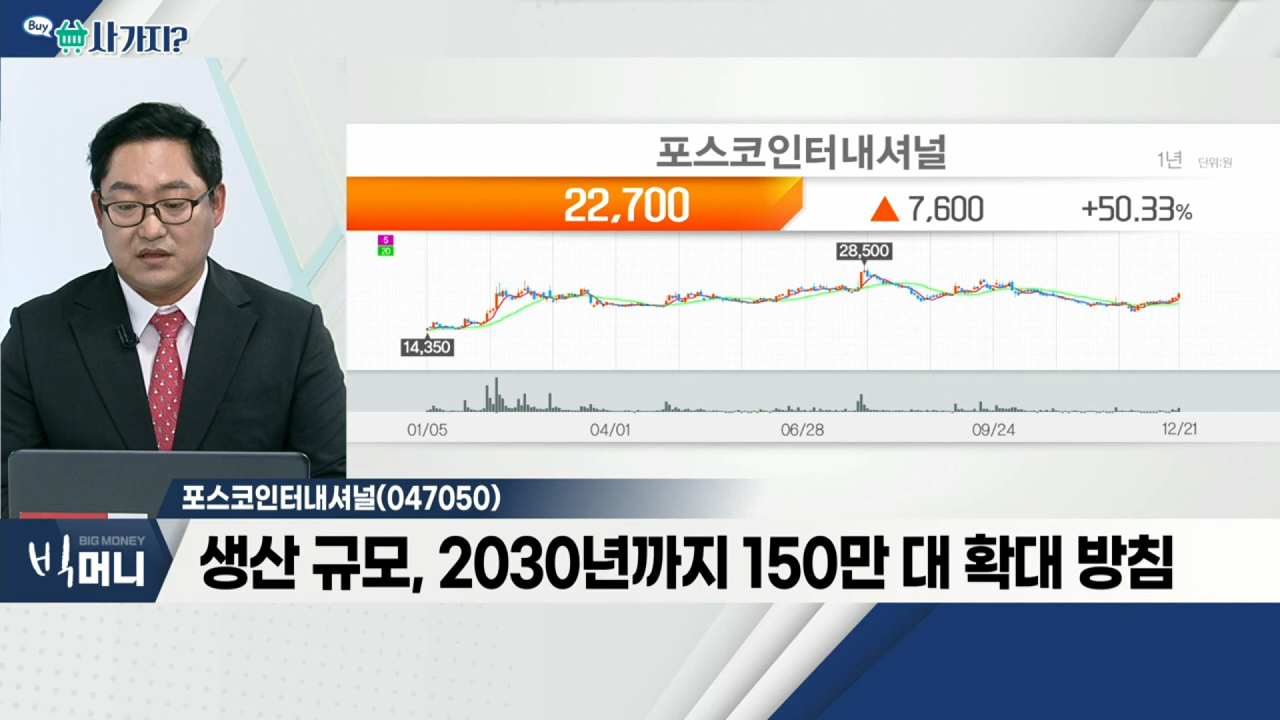 Buy
사가지?
포스코인터내셔널
1년 단위:원
22,700 ▲ 7,600 +50.33%
5
20
28,500
14,350
01/05 04/01 06/28 09/24 12/21
포스코인터내셔널(047050)
BIG MONEY
빅머니
생산 규모, 2030년까지 150만 대 확대 방침